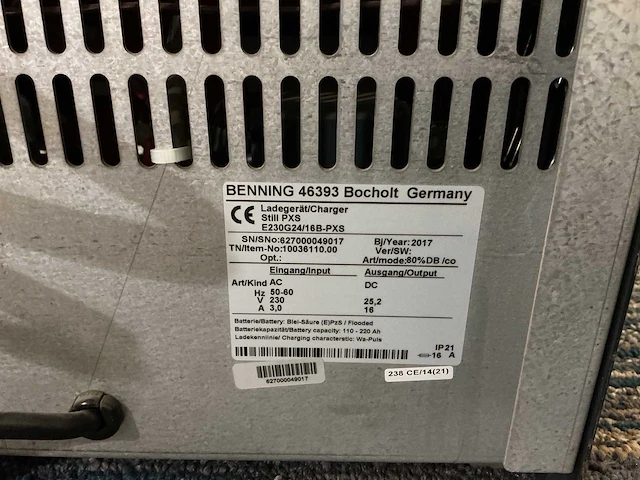 BENNING 46393 Bocholt Germany
CE Ladegerät/Charger
Still PXS
E230G24/16B-PXS
SN/SNo:627000049017 Bj/Year:2017
TN/Item-No:10036110.00 Ver/SW:
Opt.: Art/mode:80%DB /co
Eingang/Input Ausgang/Output
Art/Kind AC DC
Hz 50-60
V 230 25,2
A 3,0 16
Batterie/Battery: Blei-Säure (E)PzS / Flooded
Batteriekapazität/Battery capacity: 110 - 220 Ah
Ladekennlinie/ Charging characteristic: Wa-Puls
IP21
16 A
627000049017
238 CE/14(21)